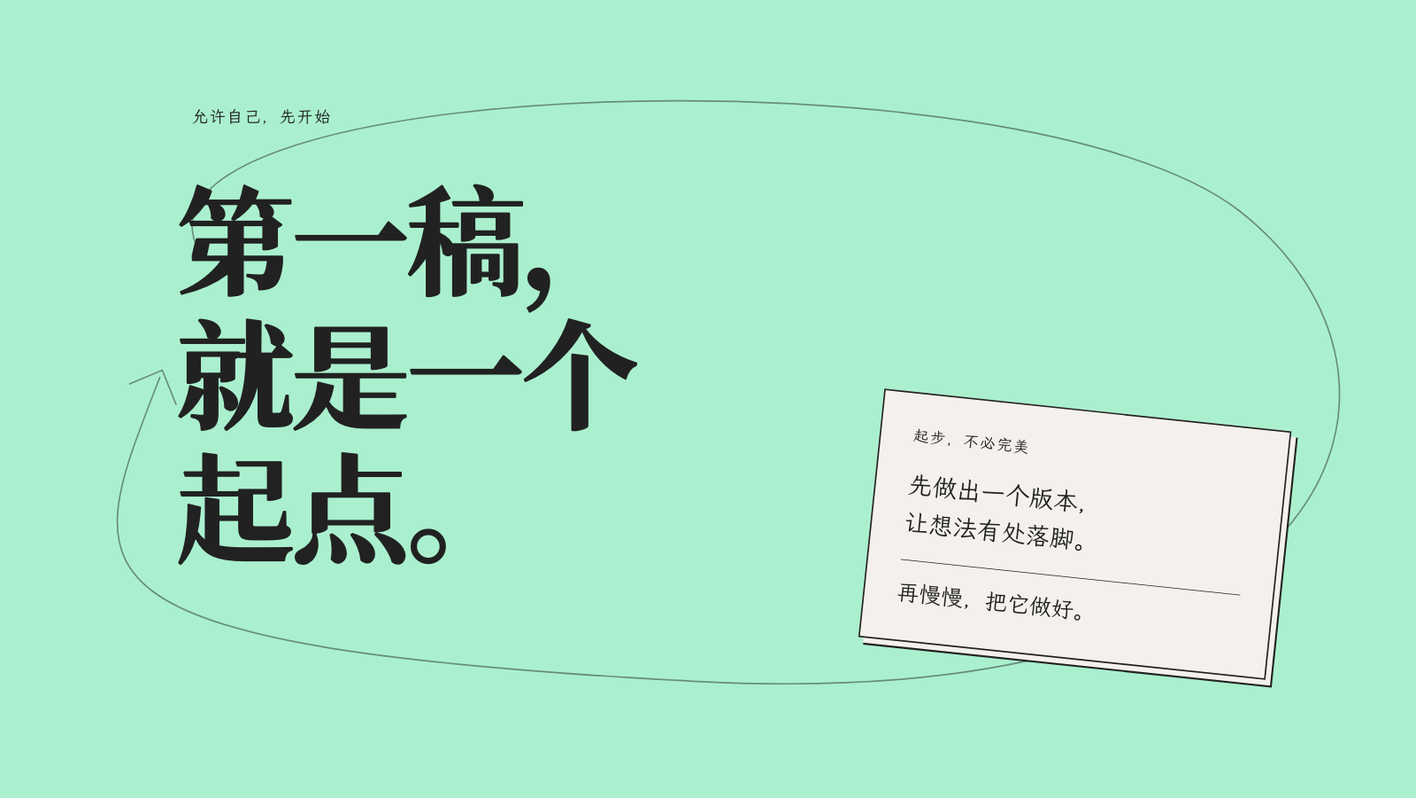 允许自己，先开始
第一稿，
就是一个
起点。
起步，不必完美
先做出一个版本，
让想法有处落脚。
再慢慢，把它做好。